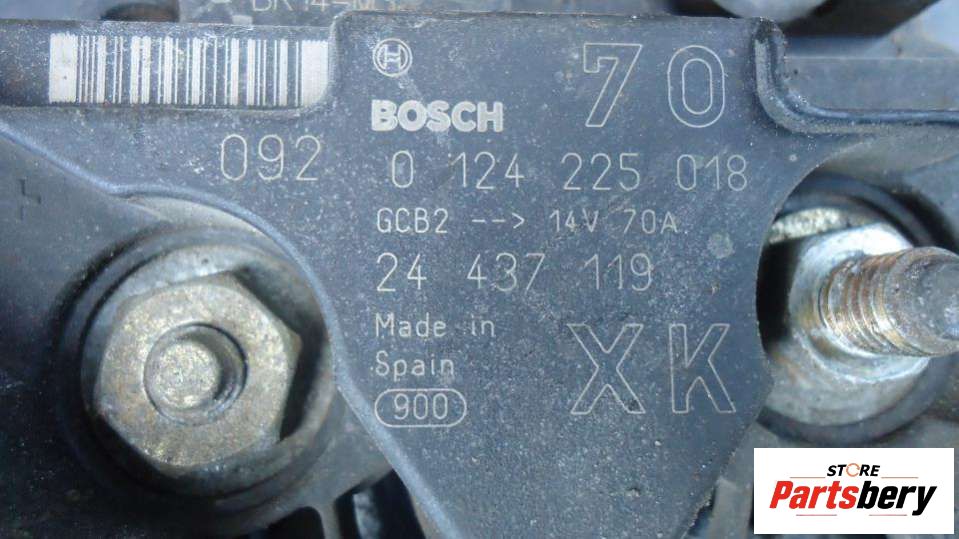 70
BOSCH
092 0 124 225 018
GCB2 --> 14V 70A
24 437 119
Made in
Spain
XK
900
STORE
Partsbery